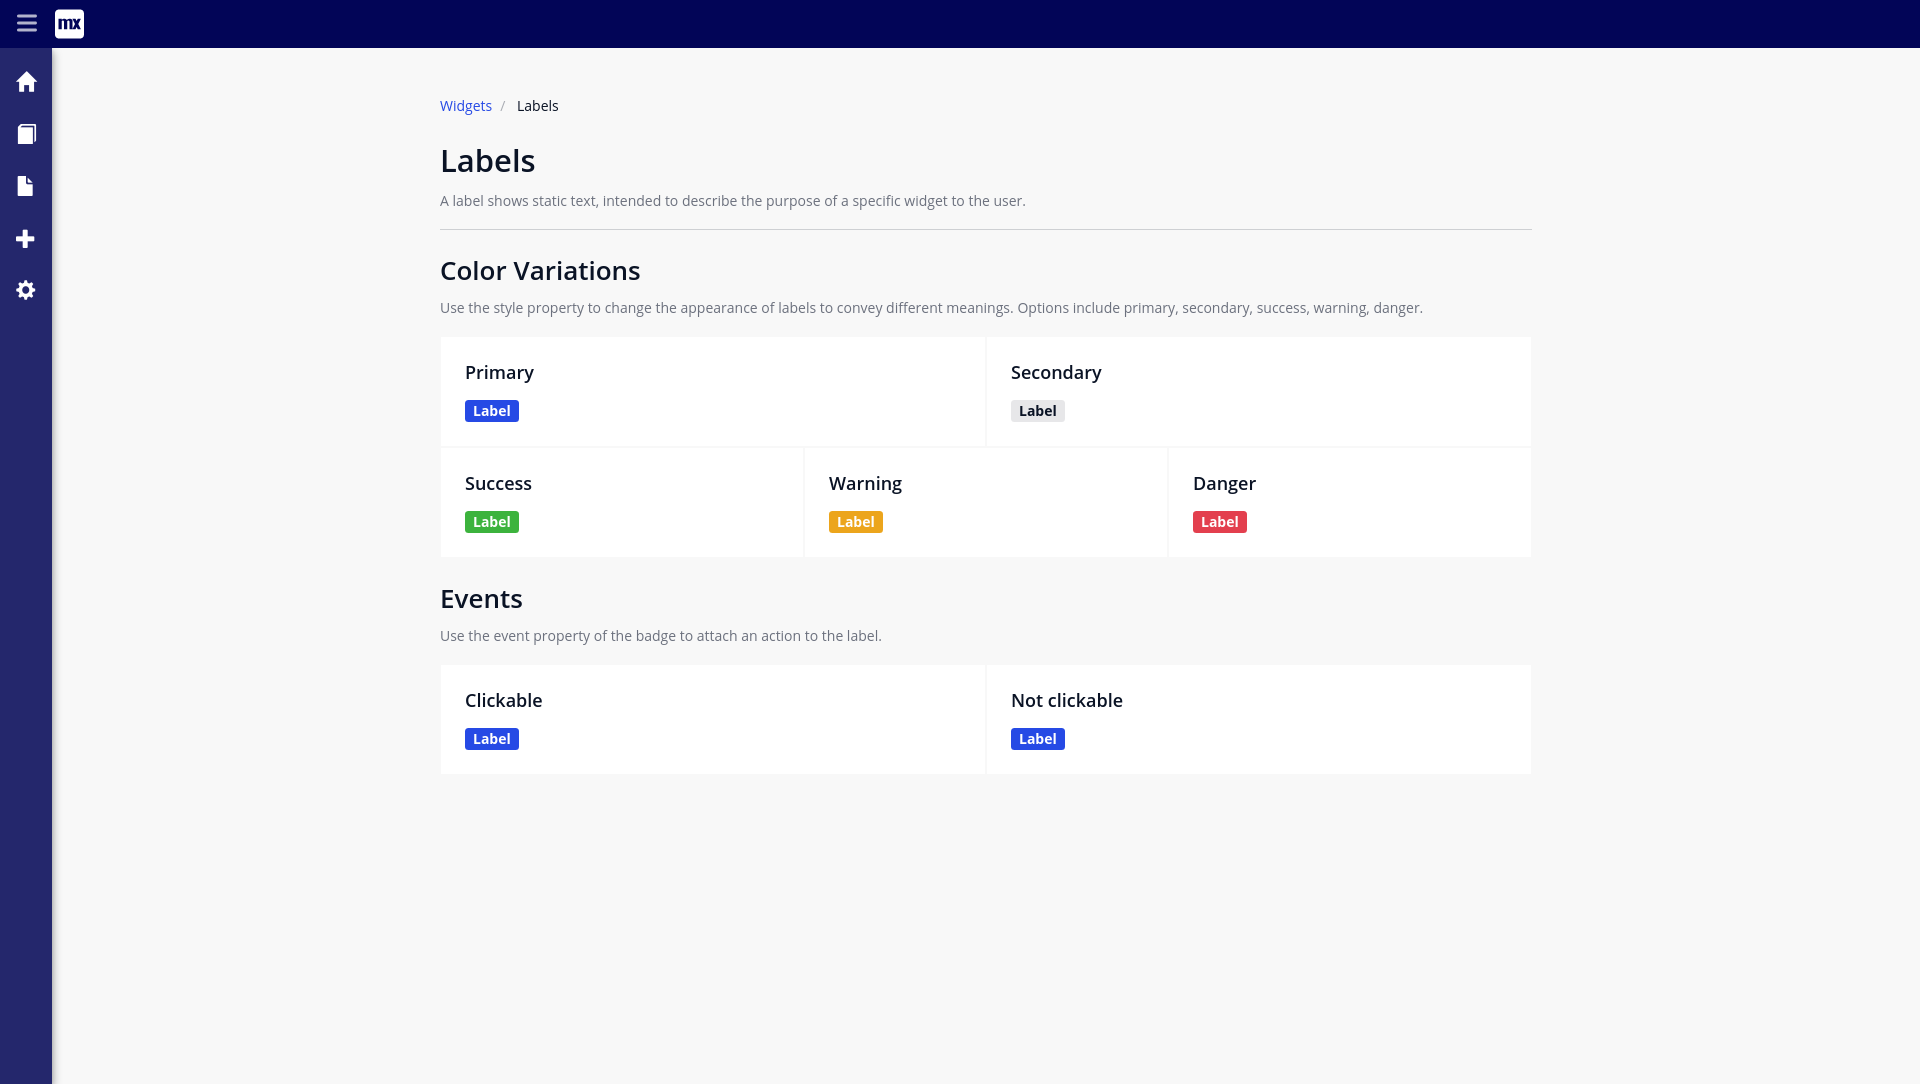 mx
Widgets / Labels
Labels
A label shows static text, intended to describe the purpose of a specific widget to the user.
Color Variations
Use the style property to change the appearance of labels to convey different meanings. Options include primary, secondary, success, warning, danger.
Primary
Label
Secondary
Label
Success
Label
Warning
Label
Danger
Label
Events
Use the event property of the badge to attach an action to the label.
Clickable
Label
Not clickable
Label